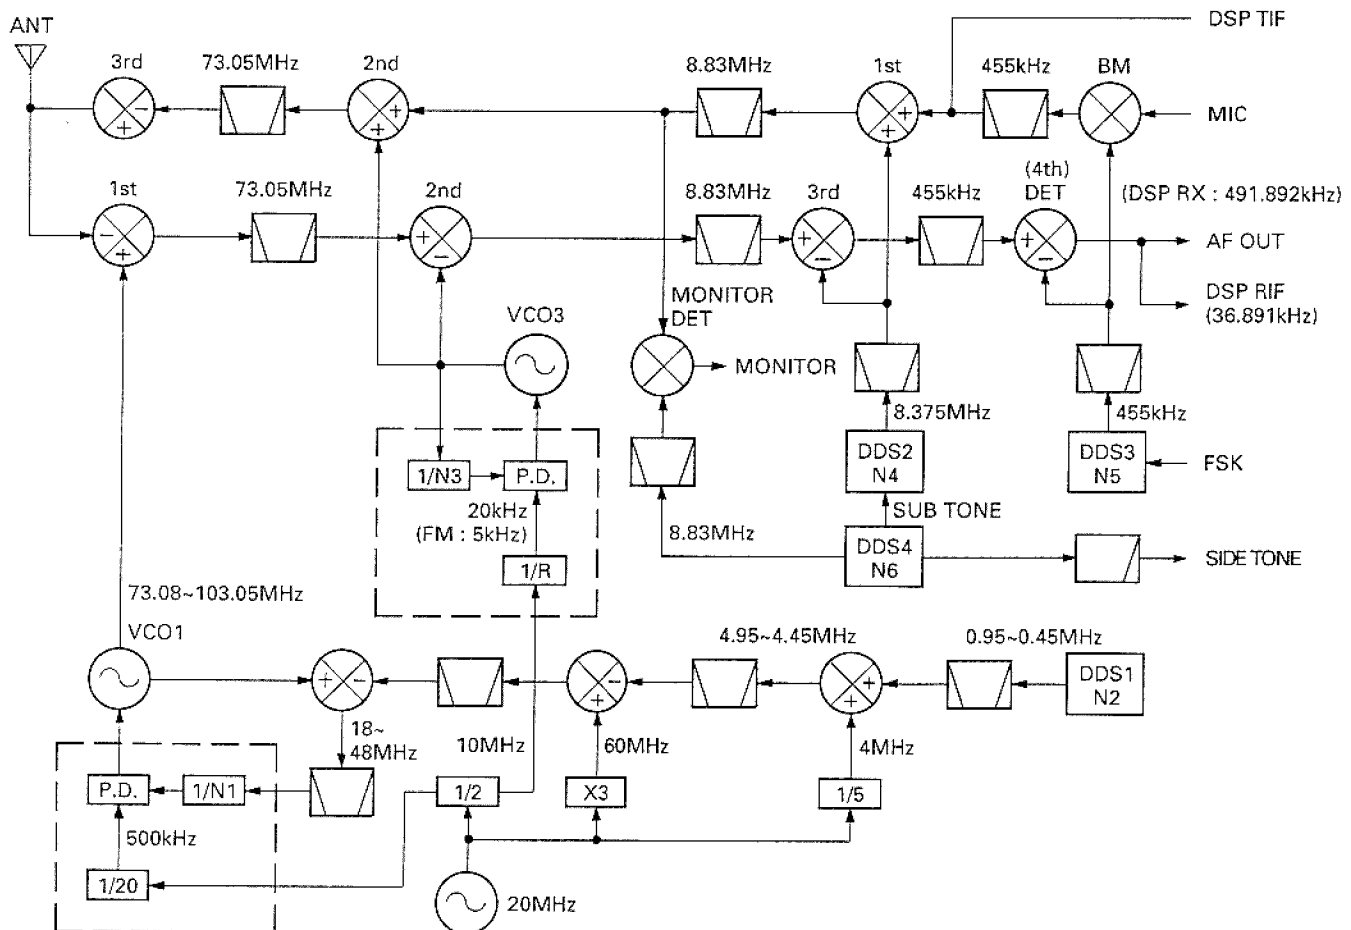 ANT
DSP TIF
3rd
73.05MHz
2nd
8.83MHz
1st
455kHz
BM
MIC
1st
73.05MHz
2nd
8.83MHz
3rd
455kHz
(4th)
DET
(DSP RX : 491.892kHz)
AF OUT
DSP RIF
(36.891kHz)
MONITOR
DET
VCO3
MONITOR
8.375MHz
455kHz
1/N3
P.D.
DDS2
N4
DDS3
N5
FSK
20kHz
(FM : 5kHz)
SUB TONE
8.83MHz
DDS4
N6
SIDE TONE
1/R
73.08~103.05MHz
VCO1
4.95~4.45MHz
0.95~0.45MHz
DDS1
N2
18~
48MHz
10MHz
60MHz
4MHz
P.D.
1/N1
1/2
X3
1/5
500kHz
1/20
20MHz